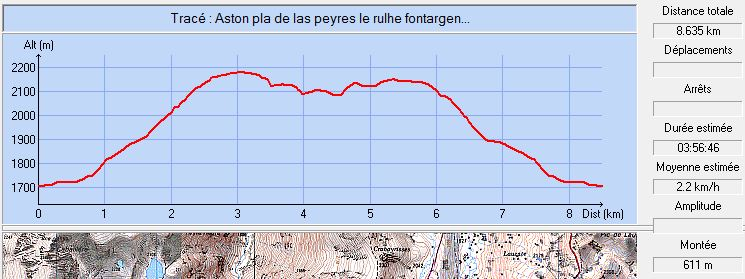 Tracé : Aston pla de las peyres le rulhe fontargen...
Alt (m)
2200
2100
2000
1900
1800
1700
0 1 2 3 4 5 6 7 8 Dist (km)
Distance totale
8.635 km
Déplacements
Arrêts
Durée estimée
03:56:46
Moyenne estimée
2.2 km/h
Amplitude
Montée
611 m